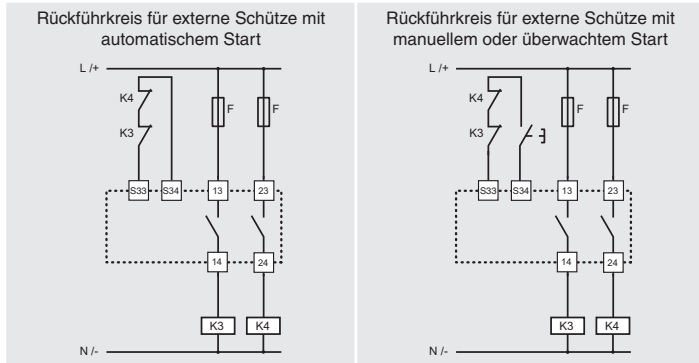 Rückführkreis für externe Schütze mit
automatischem Start
L /+
K4
F
F
K3
S33
S34
13
23
14
24
K3
K4
N /-
Rückführkreis für externe Schütze mit
manuellem oder überwachtem Start
L /+
K4
F
F
K3
S33
S34
13
23
14
24
K3
K4
N /-